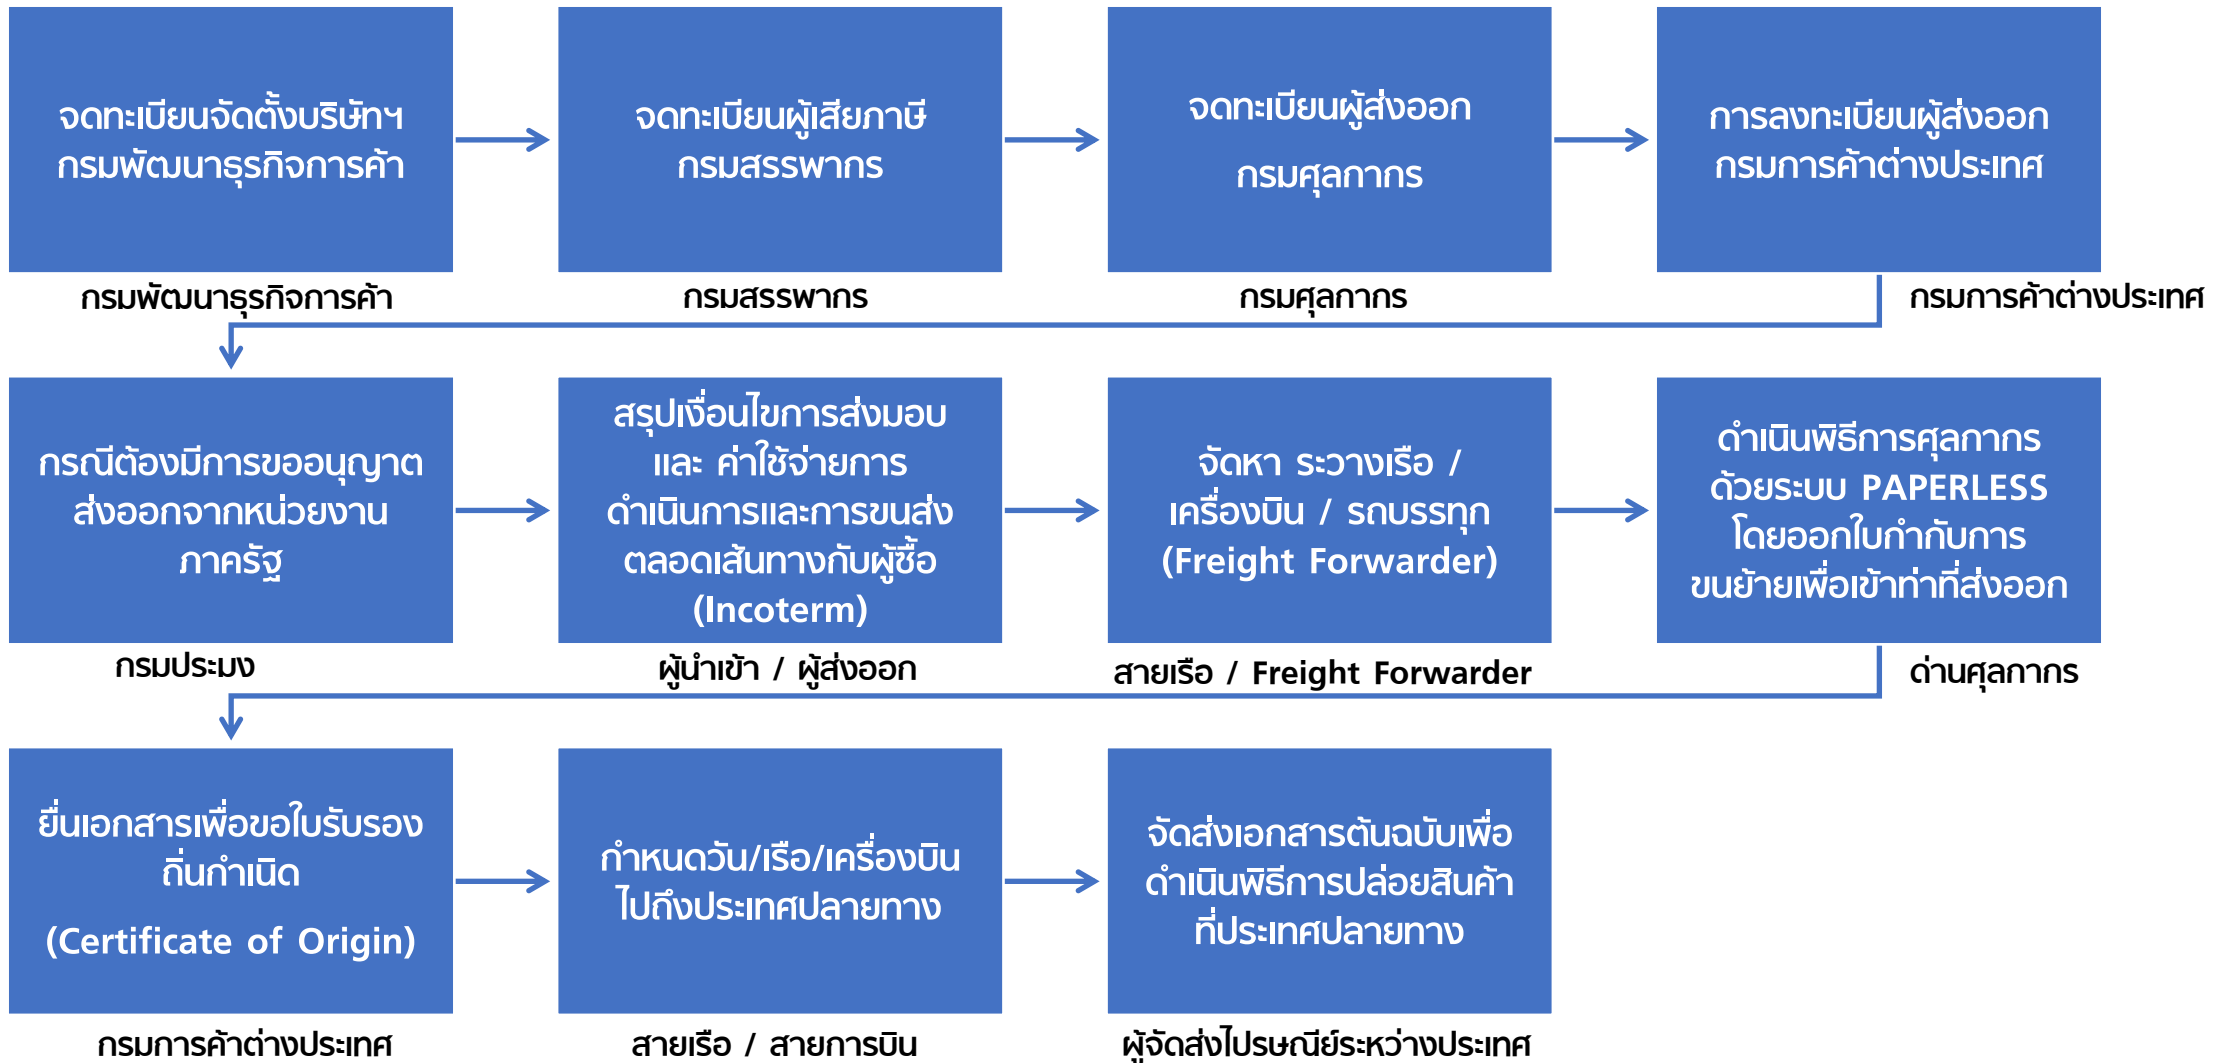 จดทะเบียนจัดตั้งบริษัทฯ
กรมพัฒนาธุรกิจการค้า
กรมพัฒนาธุรกิจการค้า
จดทะเบียนผู้เสียภาษี
กรมสรรพากร
กรมสรรพากร
จดทะเบียนผู้ส่งออก
กรมศุลกากร
กรมศุลกากร
การลงทะเบียนผู้ส่งออก
กรมการค้าต่างประเทศ
กรมการค้าต่างประเทศ
กรณีต้องมีการขออนุญาต
ส่งออกจากหน่วยงาน
ภาครัฐ
กรมประมง
สรุปเงื่อนไขการส่งมอบ
และ ค่าใช้จ่ายการ
ดำเนินการและการขนส่ง
ตลอดเส้นทางกับผู้ซื้อ
(Incoterm)
ผู้นำเข้า / ผู้ส่งออก
จัดหา ระวางเรือ /
เครื่องบิน / รถบรรทุก
(Freight Forwarder)
สายเรือ / Freight Forwarder
ดำเนินพิธีการศุลกากร
ด้วยระบบ PAPERLESS
โดยออกใบกำกับการ
ขนย้ายเพื่อเข้าท่าที่ส่งออก
ด่านศุลกากร
ยื่นเอกสารเพื่อขอใบรับรอง
ถิ่นกำเนิด
(Certificate of Origin)
กรมการค้าต่างประเทศ
กำหนดวัน/เรือ/เครื่องบิน
ไปถึงประเทศปลายทาง
สายเรือ / สายการบิน
จัดส่งเอกสารต้นฉบับเพื่อ
ดำเนินพิธีการปล่อยสินค้า
ที่ประเทศปลายทาง
ผู้จัดส่งไปรษณีย์ระหว่างประเทศ